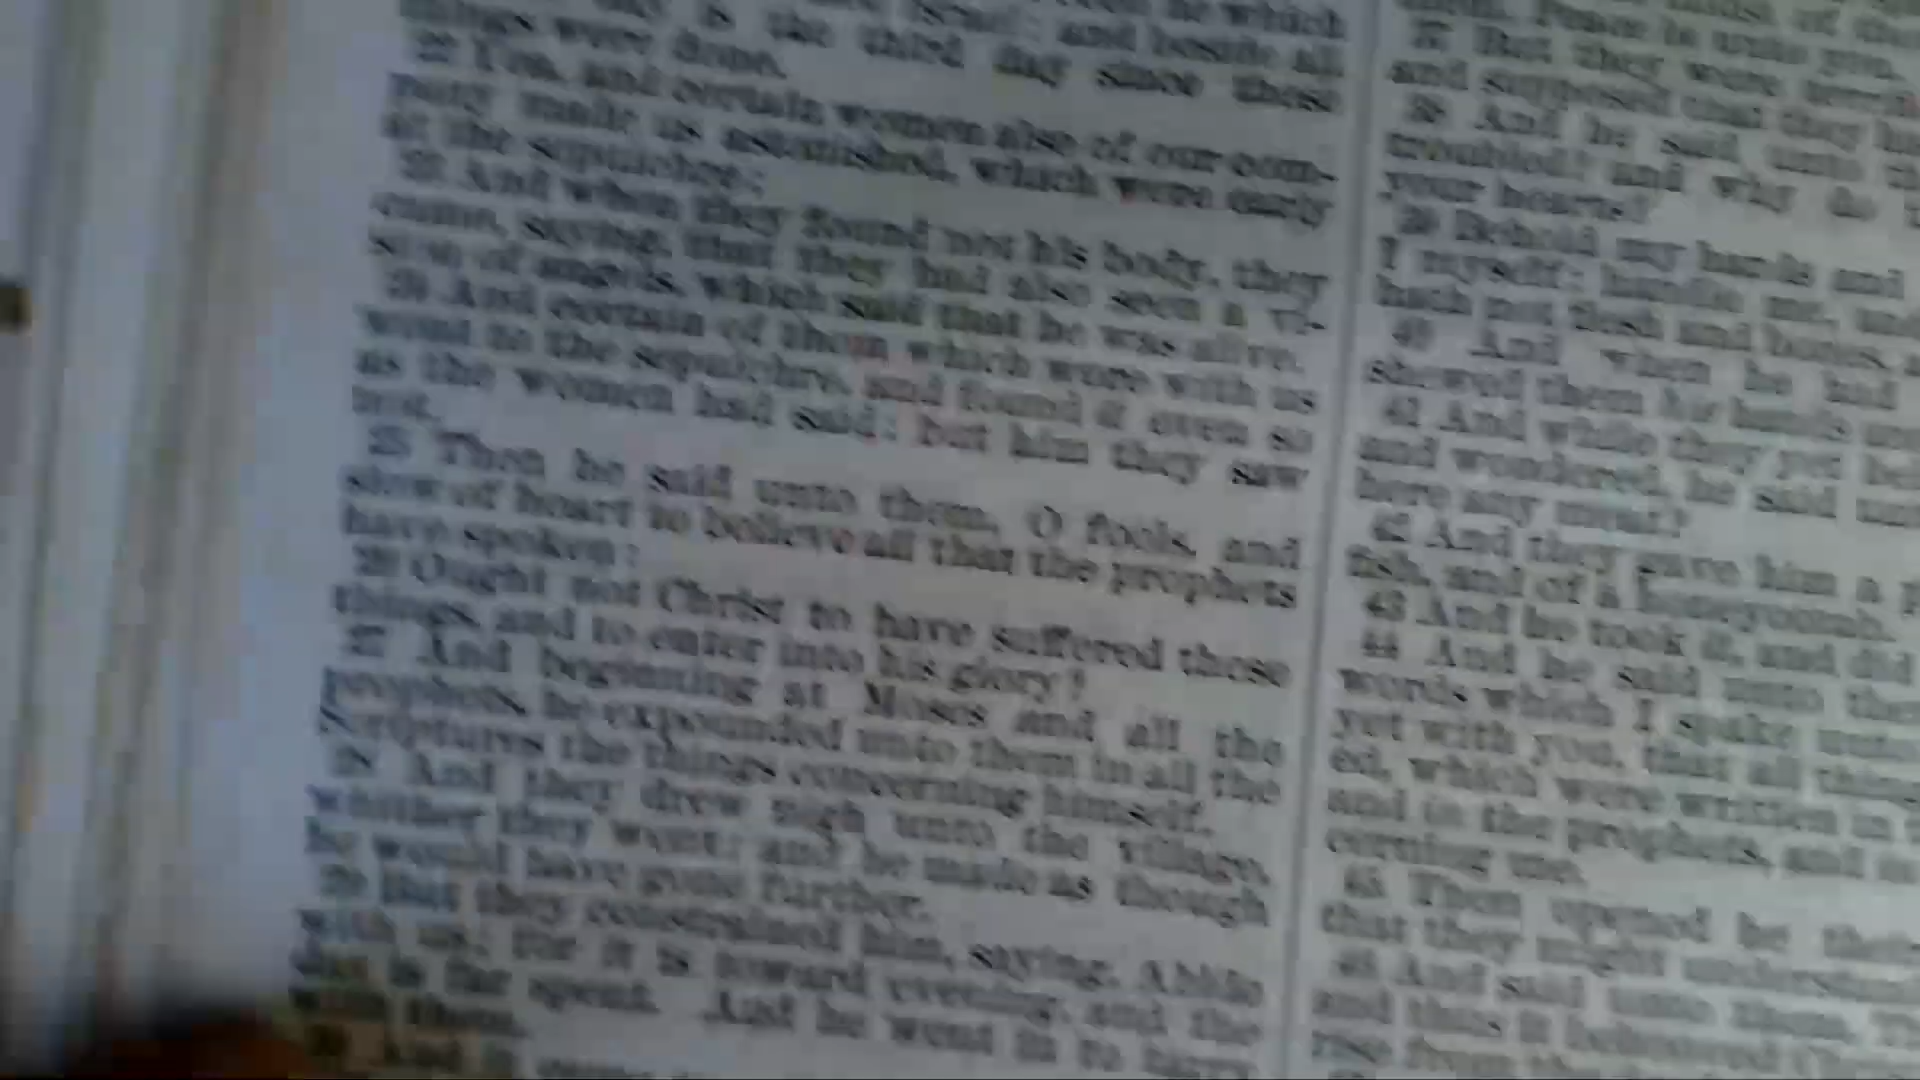 things were done.
is the third day since these
22 Yea, and certain women also of our com-
pany made us astonished, which were early
at the sepulchre;
23 And when they found not his body, they
came, saying, that they had also seen a vi-
sion of angels, which said that he was alive.
24 And certain of them which were with us
went to the sepulchre, and found it even so
as the women had said: but him they saw
not.
25 Then he said unto them, O fools, and
slow of heart to believe all that the prophets
have spoken:
26 Ought not Christ to have suffered these
things, and to enter into his glory?
27 And beginning at Moses and all the
prophets, he expounded unto them in all the
Scriptures the things concerning himself.
28 And they drew nigh unto the village,
whither they went: and he made as though
he would have gone further.
29 But they constrained him, saying, Abide
with us; for it is toward evening, and the
day is far spent. And he went in to tarry
with them.
37 But they were
and supposed that they
38 And he said unto
troubled? and why do
your hearts?
39 Behold my hands and
I myself: handle me, and
hath not flesh and bones,
40 And when he had
shewed them his hands
41 And while they yet
and wondered, he said
here any meat?
42 And they gave him a
fish, and of a honeycomb.
43 And he took it, and did
44 And he said unto
words which I spake
yet with you, that all
ed, which were written
and in the prophets, and
cerning me.
45 Then opened he
that they might
46 And said unto them,
and thus it behooved